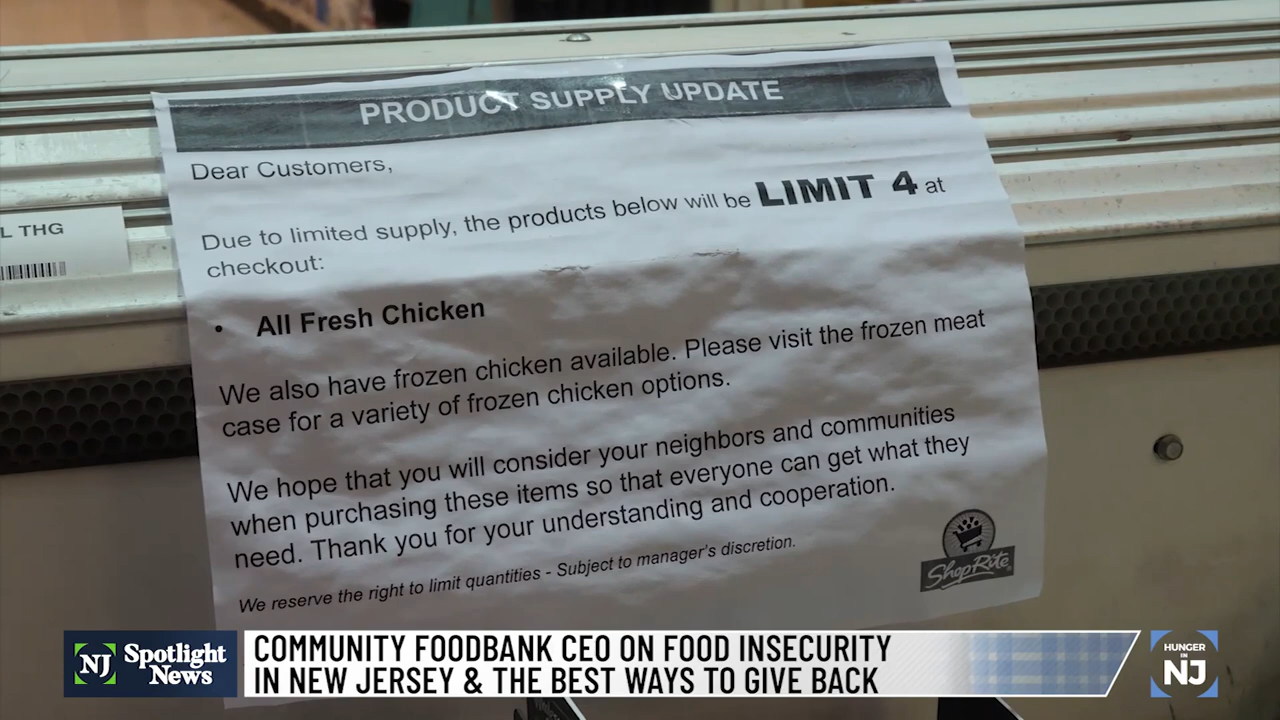 PRODUCT SUPPLY UPDATE
Dear Customers,
Due to limited supply, the products below will be LIMIT 4 at
checkout:
• All Fresh Chicken
We also have frozen chicken available. Please visit the frozen meat
case for a variety of frozen chicken options.
We hope that you will consider your neighbors and communities
when purchasing these items so that everyone can get what they
need. Thank you for your understanding and cooperation.
We reserve the right to limit quantities - Subject to manager's discretion.
ShopRite
L THG
NJ Spotlight
News
COMMUNITY FOODBANK CEO ON FOOD INSECURITY
IN NEW JERSEY & THE BEST WAYS TO GIVE BACK
HUNGER
IN
NJ